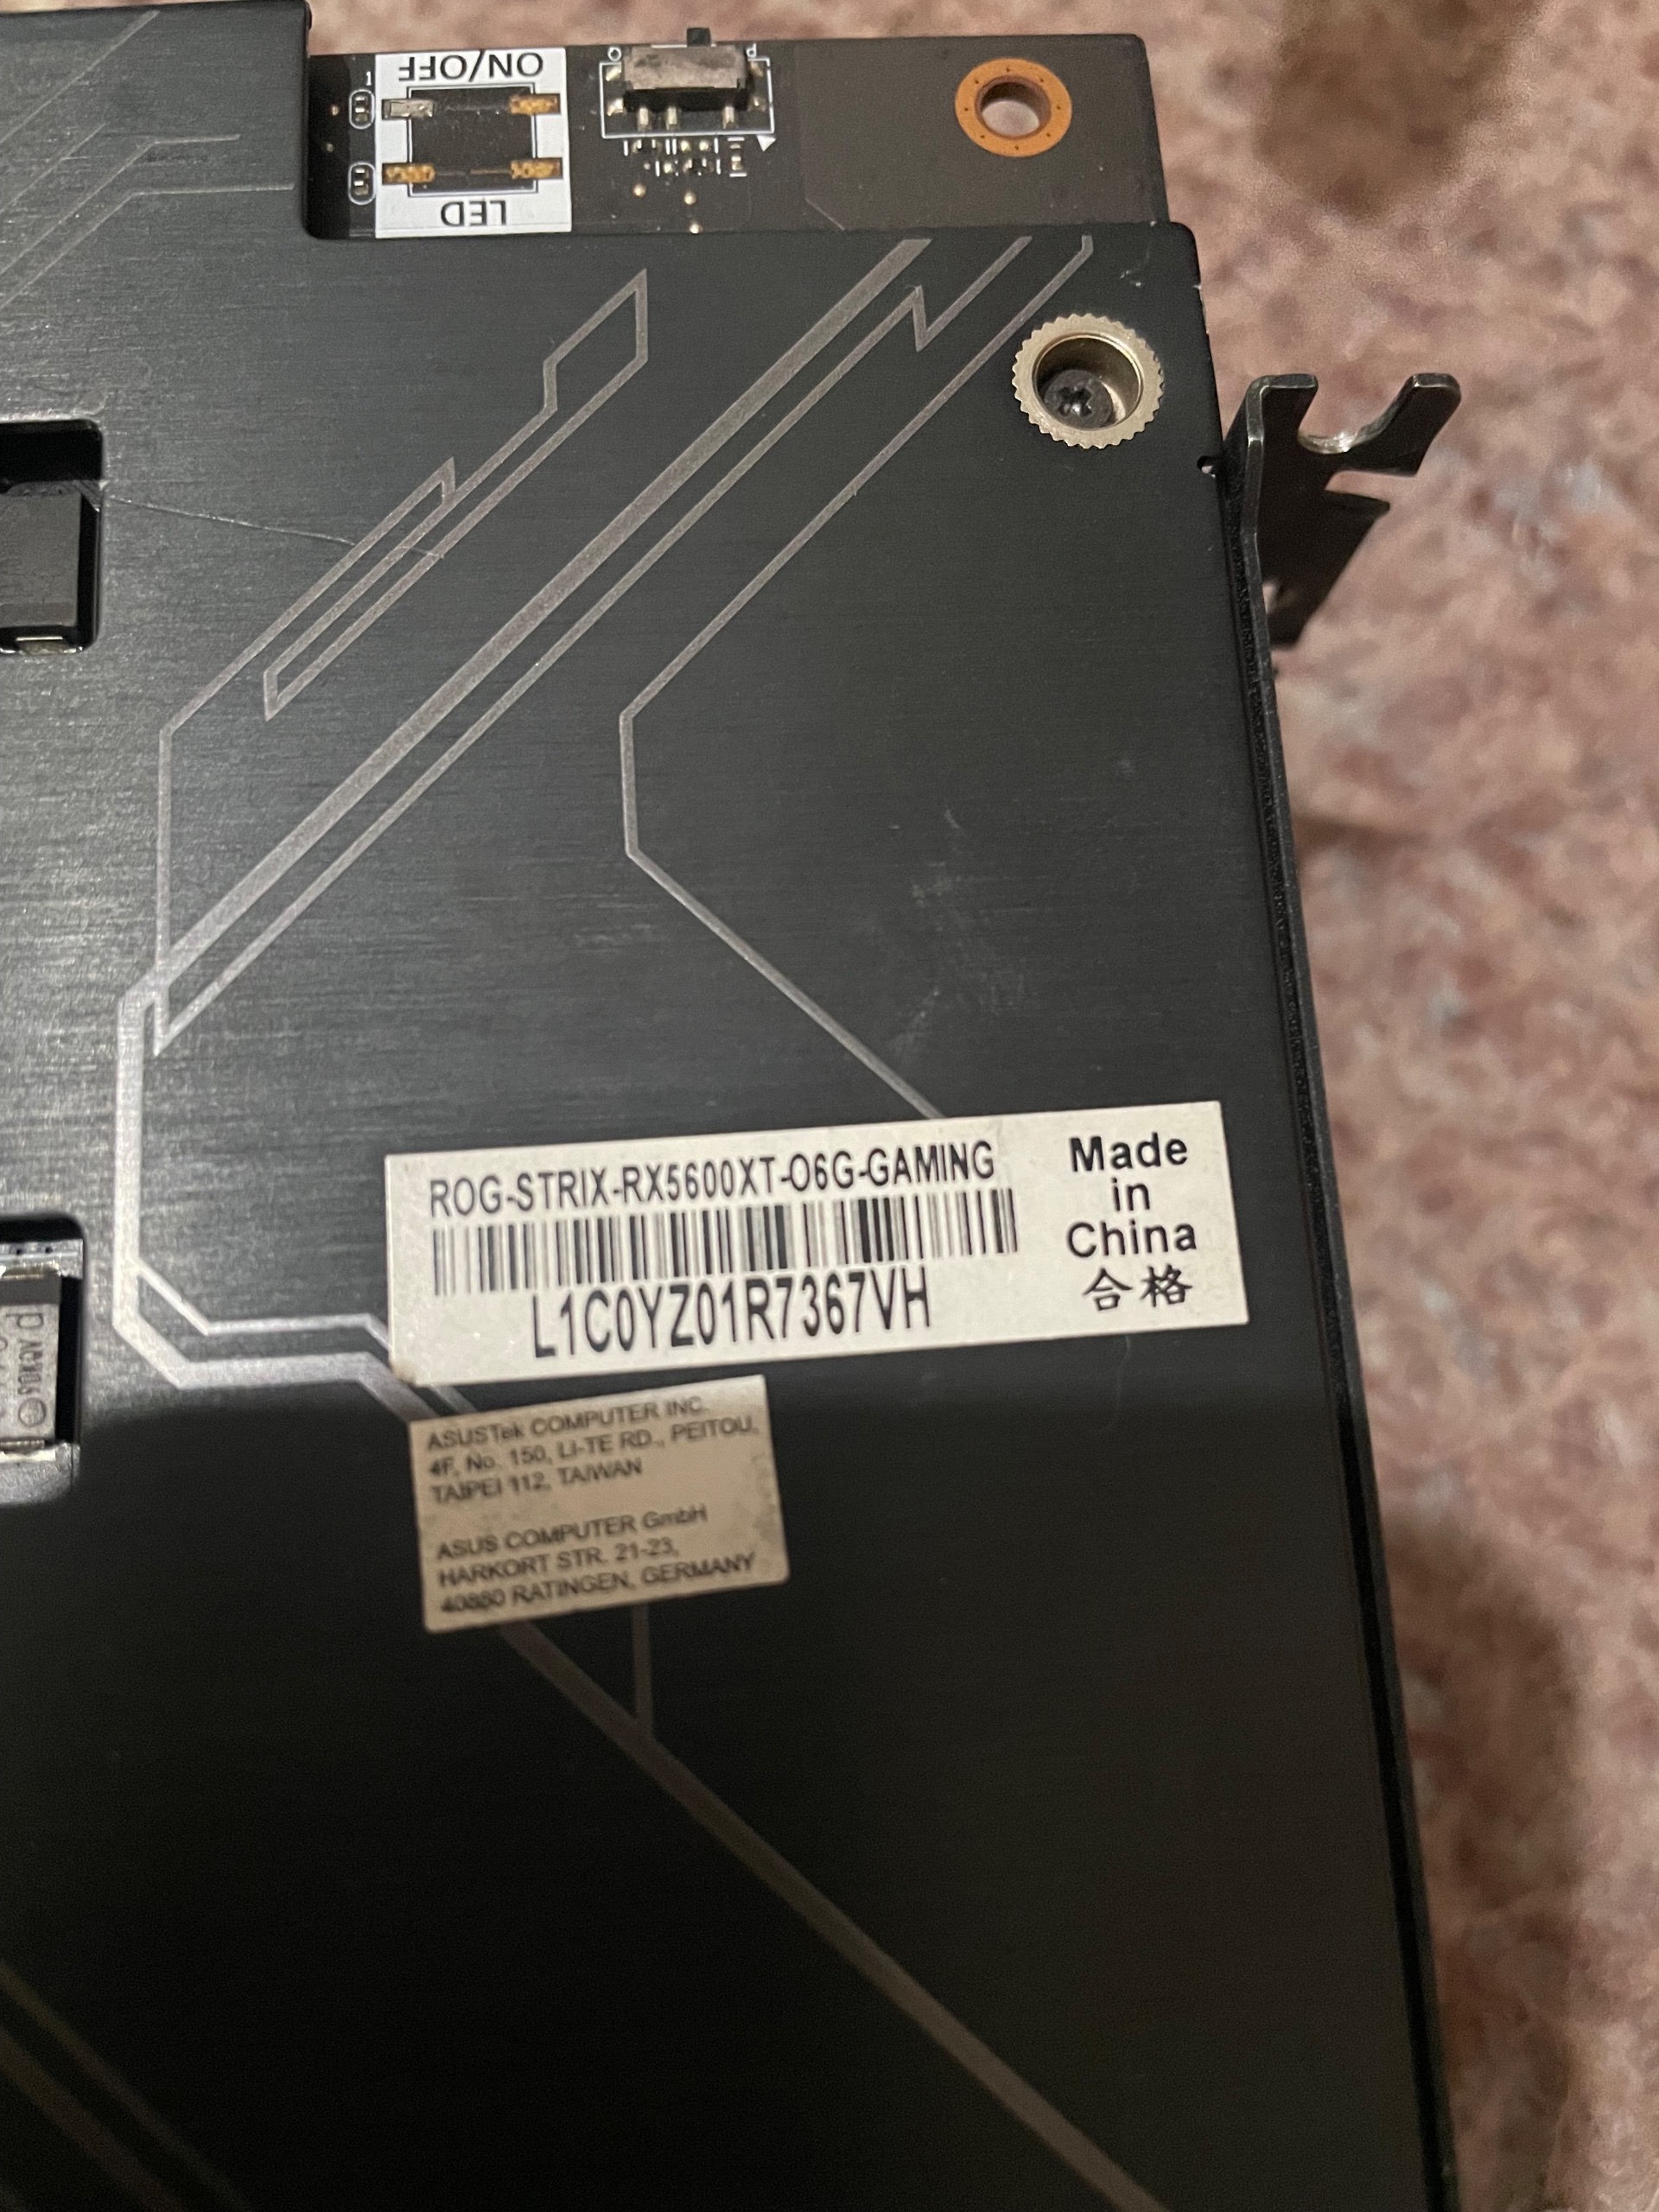 ON/OFF
LED
1
O
P
ROG-STRIX-RX5600XT-O6G-GAMING
L1C0YZ01R7367VH
Made
in
China
合格
ASUSTek COMPUTER INC.
4F, No. 150, LI-TE RD., PEITOU,
TAIPEI 112, TAIWAN
ASUS COMPUTER GmbH
HARKORT STR. 21-23,
40880 RATINGEN, GERMANY